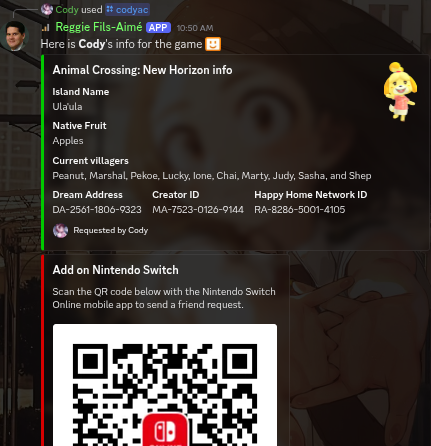 Cody used codyac
Reggie Fils-Aimé APP 10:50 AM
Here is Cody's info for the game
Animal Crossing: New Horizon info
Island Name
Ula'ula
Native Fruit
Apples
Current villagers
Peanut, Marshal, Pekoe, Lucky, Ione, Chai, Marty, Judy, Sasha, and Shep
Dream Address Creator ID Happy Home Network ID
DA-2561-1806-9323 MA-7523-0126-9144 RA-8286-5001-4105
Requested by Cody
Add on Nintendo Switch
Scan the QR code below with the Nintendo Switch
Online mobile app to send a friend request.